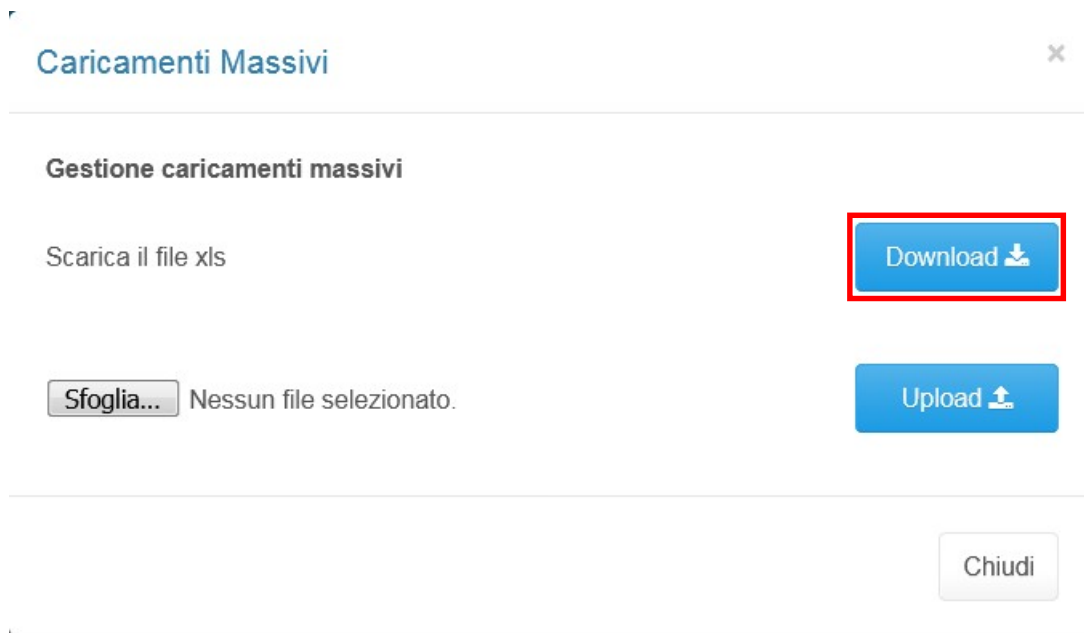 Caricamenti Massivi
×
Gestione caricamenti massivi
Scarica il file xls
Download
Sfoglia... Nessun file selezionato.
Upload
Chiudi